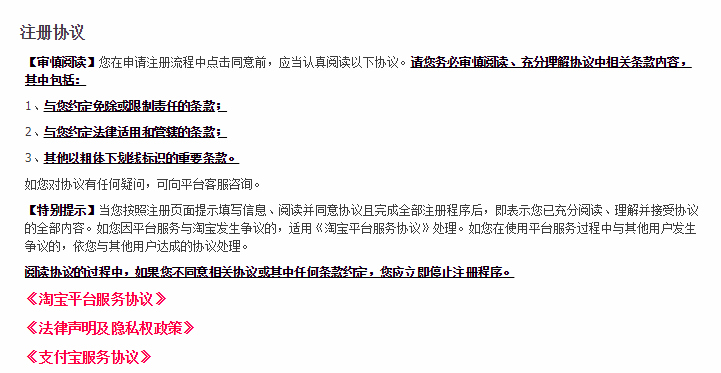 注册协议
【审慎阅读】您在申请注册流程中点击同意前，应当认真阅读以下协议。请您务必审慎阅读、充分理解协议中相关条款内容，
其中包括：
1、与您约定免除或限制责任的条款；
2、与您约定法律适用和管辖的条款；
3、其他以粗体下划线标识的重要条款。
如您对协议有任何疑问，可向平台客服咨询。
【特别提示】当您按照注册页面提示填写信息、阅读并同意协议且完成全部注册程序后，即表示您已充分阅读、理解并接受协议
的全部内容。如您因平台服务与淘宝发生争议的，适用《淘宝平台服务协议》处理。如您在使用平台服务过程中与其他用户发生
争议的，依您与其他用户达成的协议处理。
阅读协议的过程中，如果您不同意相关协议或其中任何条款约定，您应立即停止注册程序。
《淘宝平台服务协议》
《法律声明及隐私权政策》
《支付宝服务协议》